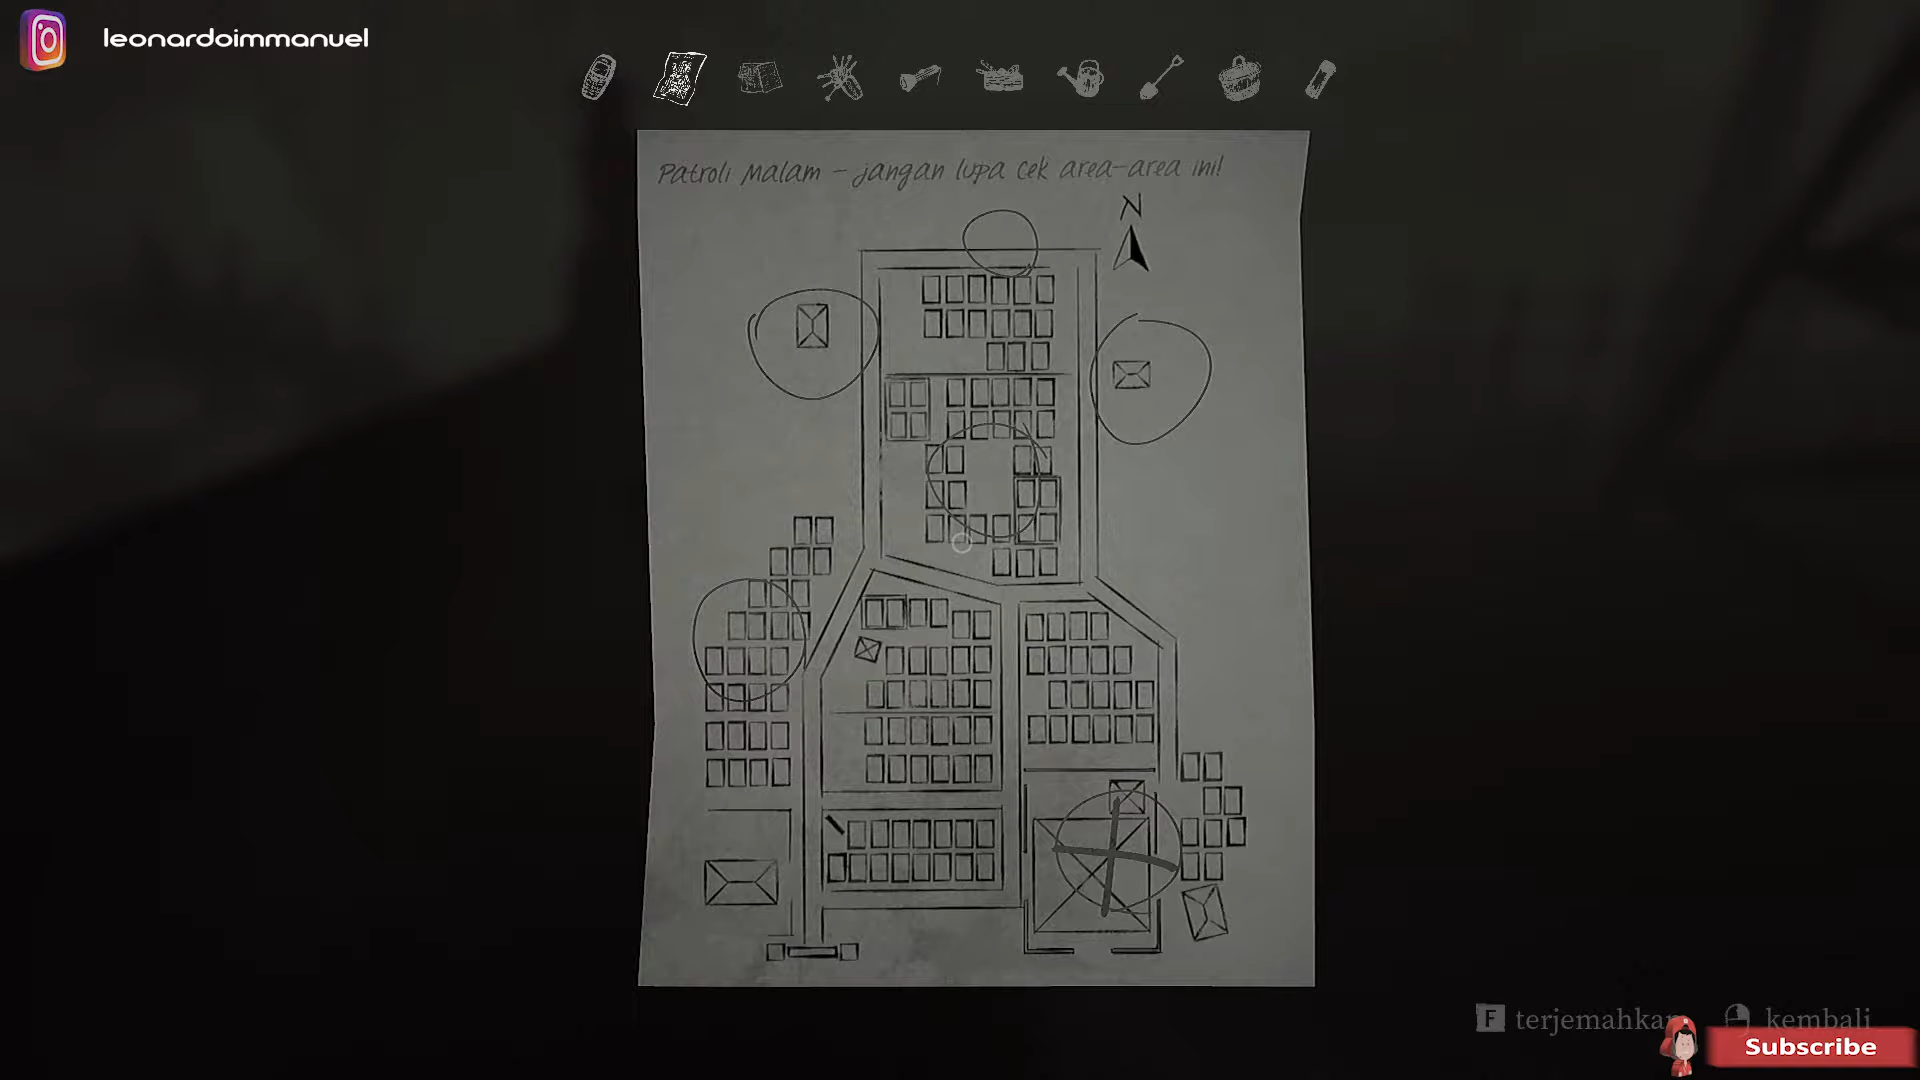 leonardoimmanuel
Patroli Malam - jangan lupa cek area-area ini!
N
F terjemahkan kembali
Subscribe